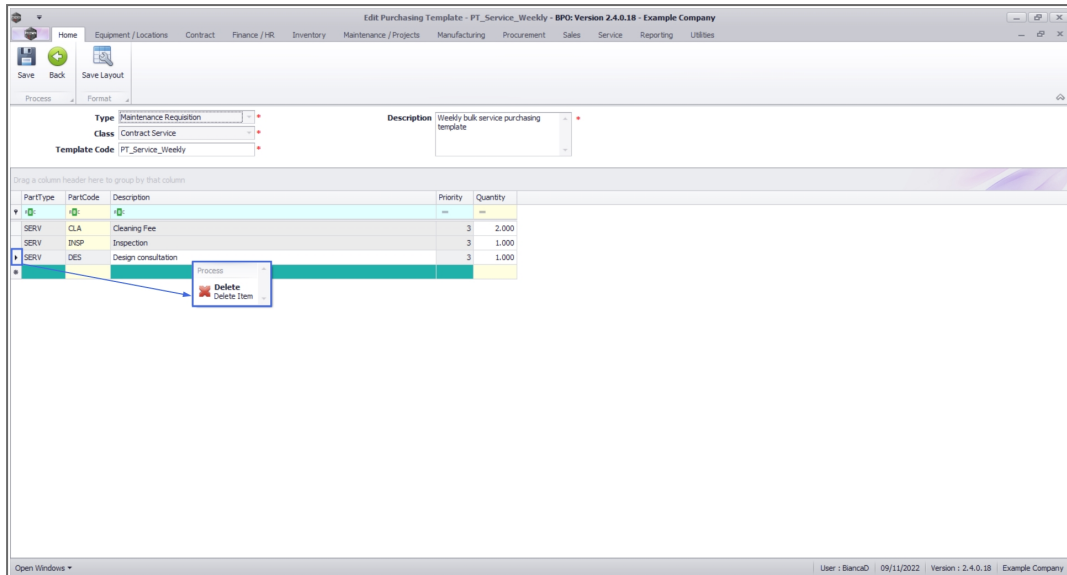 Edit Purchasing Template - PT_Service_Weekly - BPO: Version 2.4.0.18 - Example Company
Home Equipment / Locations Contract Finance / HR Inventory Maintenance / Projects Manufacturing Procurement Sales Service Reporting Utilities
Save Back Save Layout
Process Format
Type Maintenance Requisition *
Class Contract Service *
Template Code PT_Service_Weekly *
Description Weekly bulk service purchasing *
template
Drag a column header here to group by that column
PartType PartCode Description Priority Quantity
SERV CLA Cleaning Fee 3 2.000
SERV INSP Inspection 3 1.000
SERV DES Design consultation 3 1.000
Process
Delete
Delete Item
Open Windows User : BiancaD 09/11/2022 Version : 2.4.0.18 Example Company